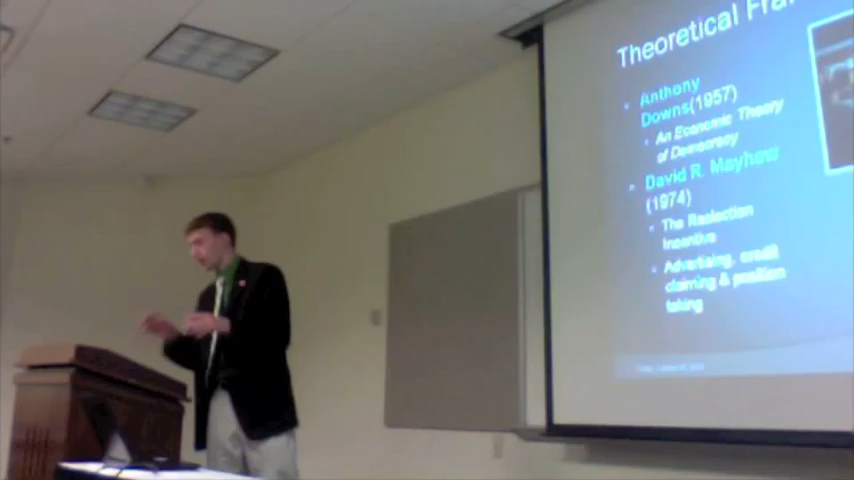 Theoretical Fra
Anthony
Downs(1957)
An Economic Theory
of Democracy
David R. Mayhew
(1974)
The Reelection
Incentive
Advertising, credit
claiming & position
taking